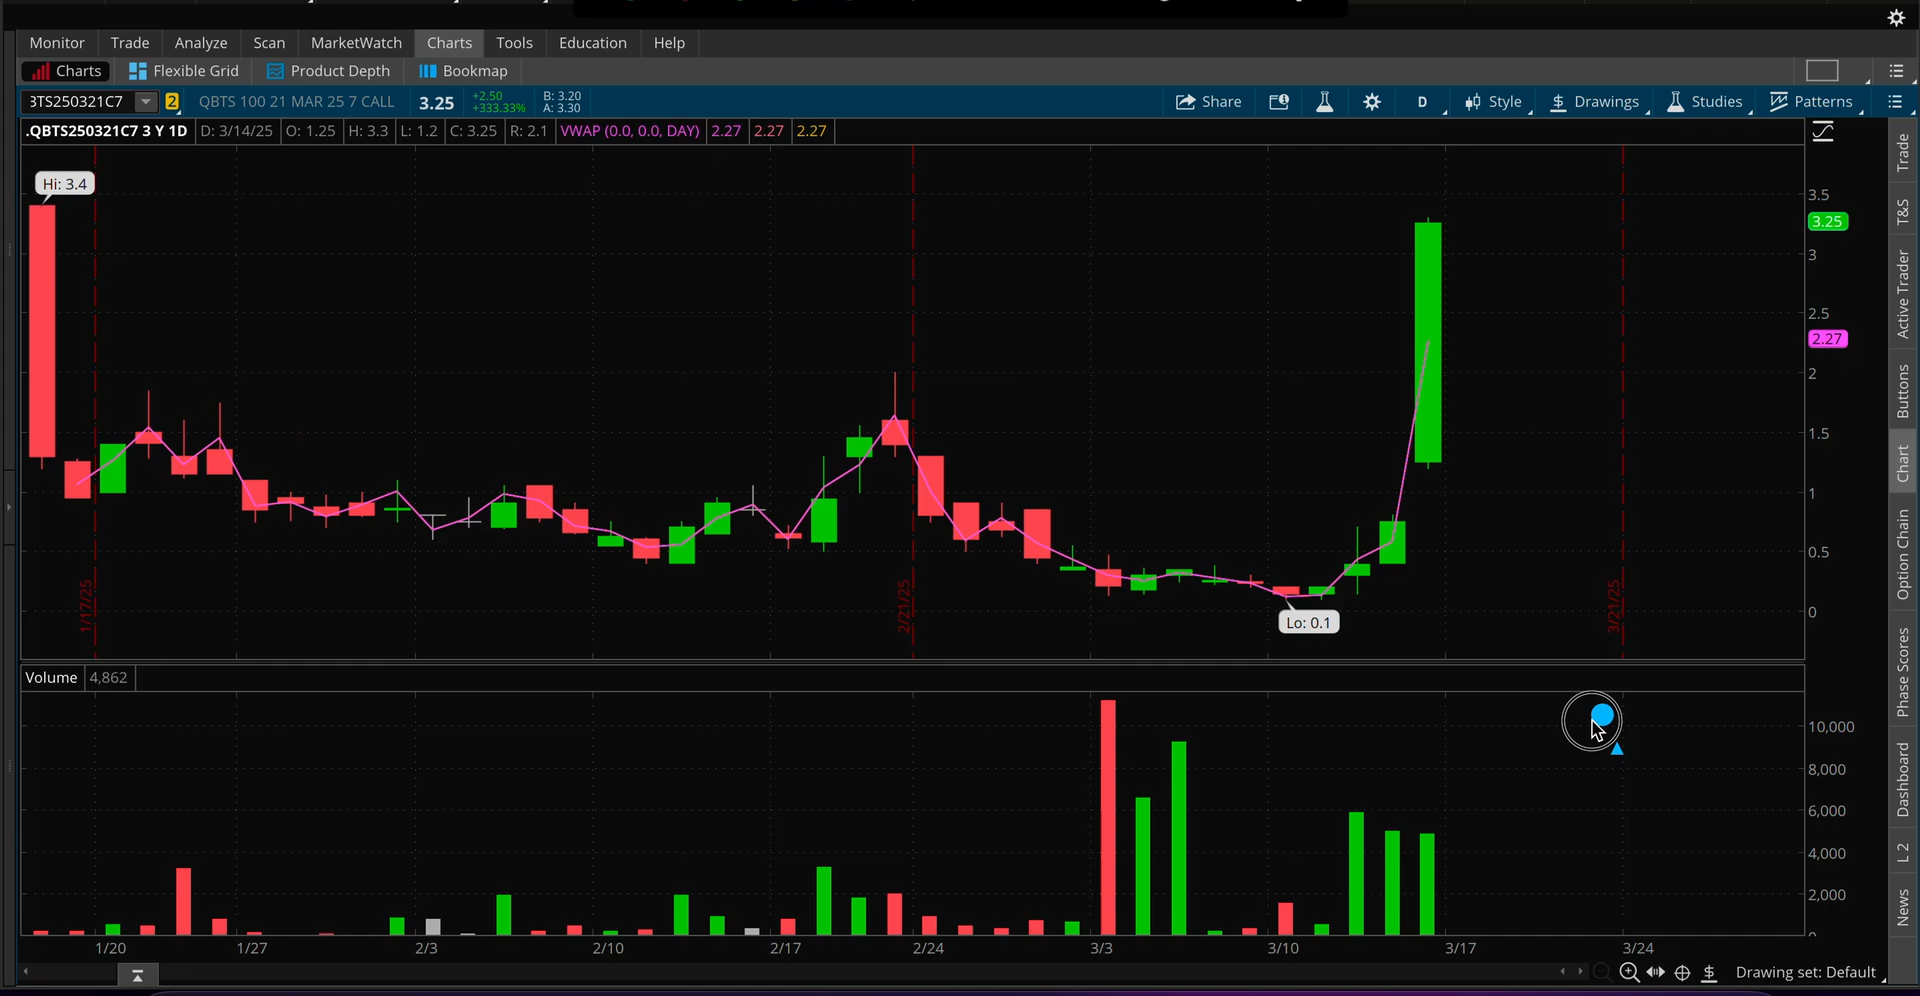 Monitor Trade Analyze Scan MarketWatch Charts Tools Education Help
Charts Flexible Grid Product Depth Bookmap
3TS250321C7 2 QBTS 100 21 MAR 25 7 CALL 3.25 +2.50 B: 3.20 Share D Style $ Drawings Studies Patterns
+333.33% A: 3.30
.QBTS250321C7 3 Y 1D D: 3/14/25 O: 1.25 H: 3.3 L: 1.2 C: 3.25 R: 2.1 VWAP (0.0, 0.0, DAY) 2.27 2.27 2.27
Hi: 3.4
3.5
3.25
3
2.5
2.27
2
1.5
1
0.5
0
1/17/25
2/21/25
3/21/25
Lo: 0.1
Volume 4,862
10,000
8,000
6,000
4,000
2,000
0
1/20 1/27 2/3 2/10 2/17 2/24 3/3 3/10 3/17 3/24
$ Drawing set: Default
Trade
T&S
Active Trader
Buttons
Chart
Option Chain
Phase Scores
Dashboard
L 2
News